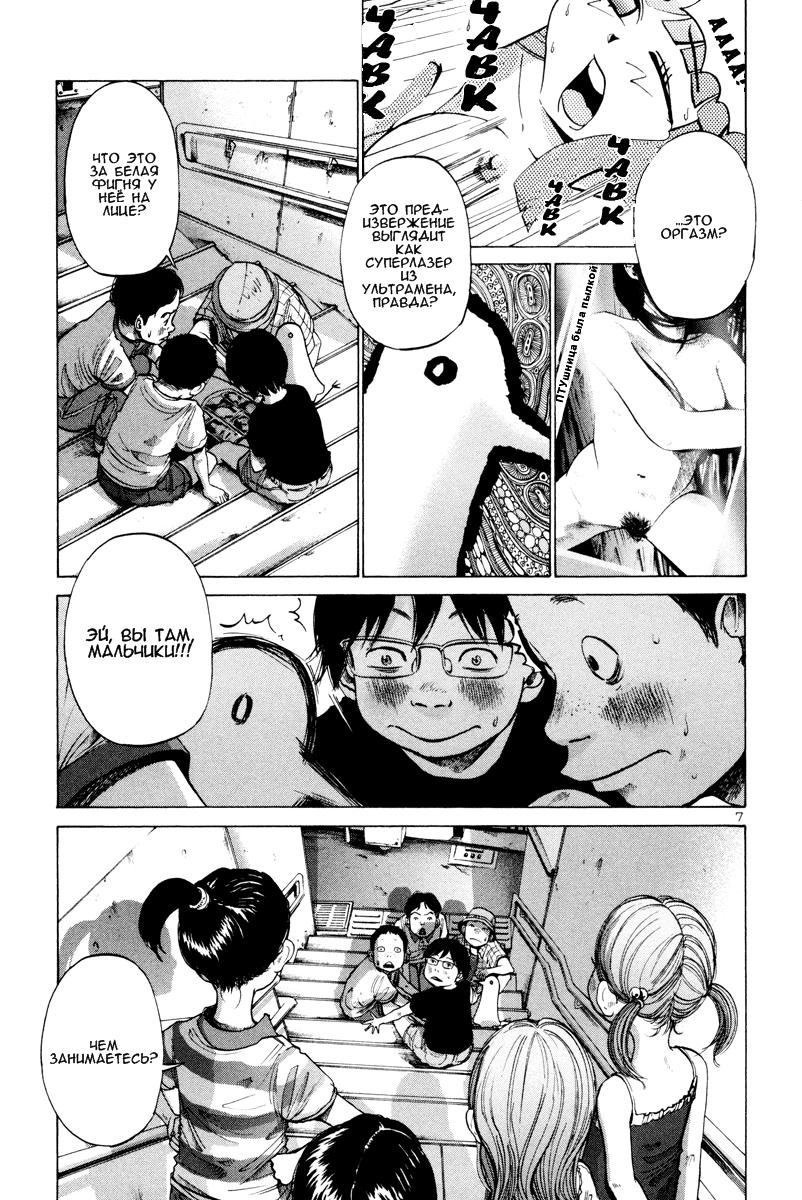 ЧАВК
ЧАВК
ЧАВК
ЧАВК
ЧАВК
АААА!
...ЭТО
ОРГАЗМ?
ПТУшница была пылкой
ЭТО ПРЕД-
ИЗВЕРЖЕНИЕ
ВЫГЛЯДИТ
КАК
СУПЕРЛАЗЕР
ИЗ
УЛЬТРАМЕНА,
ПРАВДА?
ЧТО ЭТО
ЗА БЕЛАЯ
ФИГНЯ У
НЕЁ НА
ЛИЦЕ?
ЭЙ, ВЫ ТАМ,
МАЛЬЧИКИ!!!
7
ЧЕМ
ЗАНИМАЕТЕСЬ?